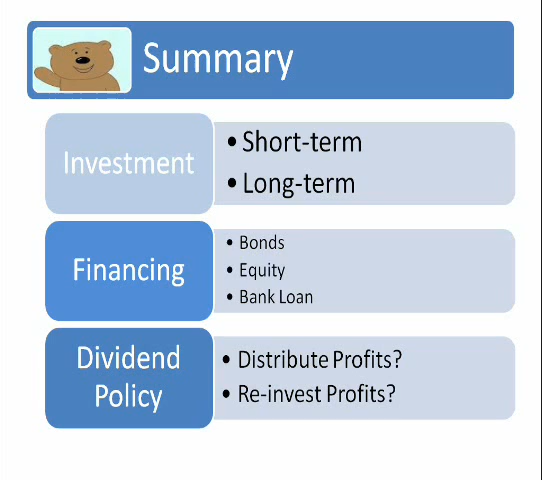 Summary
Investment
• Short-term
• Long-term
Financing
• Bonds
• Equity
• Bank Loan
Dividend
Policy
• Distribute Profits?
• Re-invest Profits?